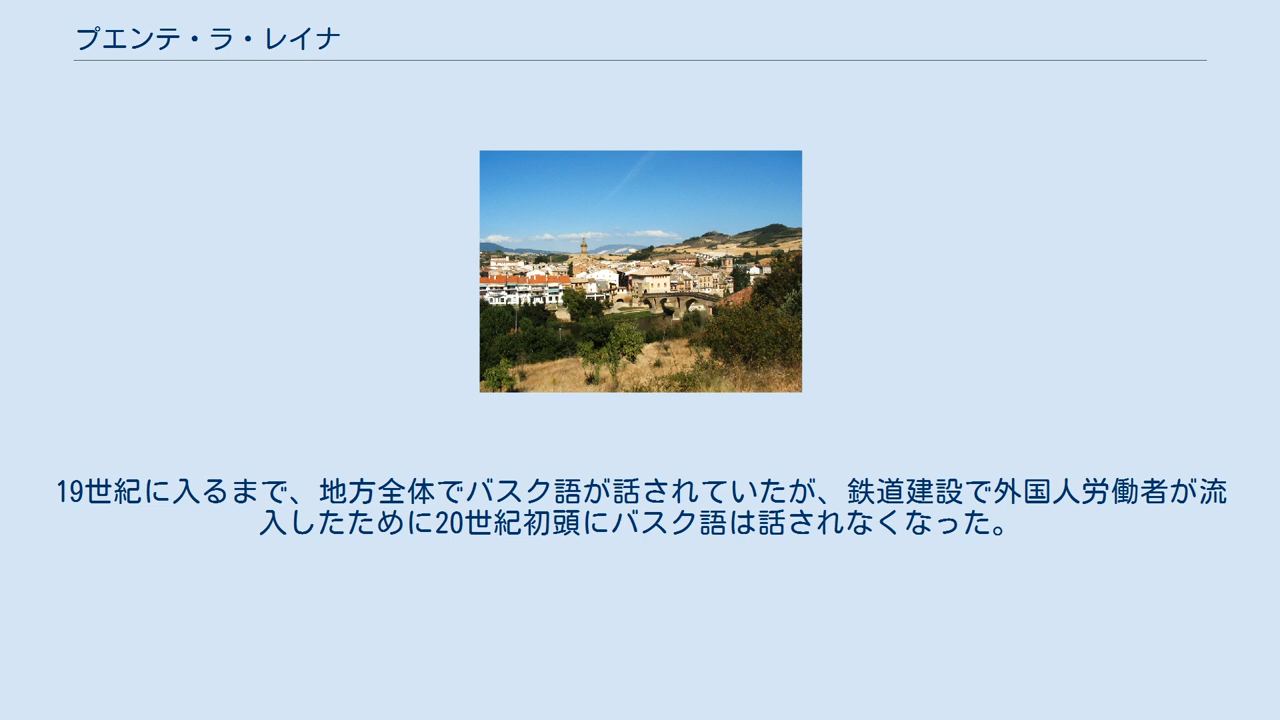 プエンテ・ラ・レイナ
19世紀に入るまで、地方全体でバスク語が話されていたが、鉄道建設で外国人労働者が流
入したために20世紀初頭にバスク語は話されなくなった。